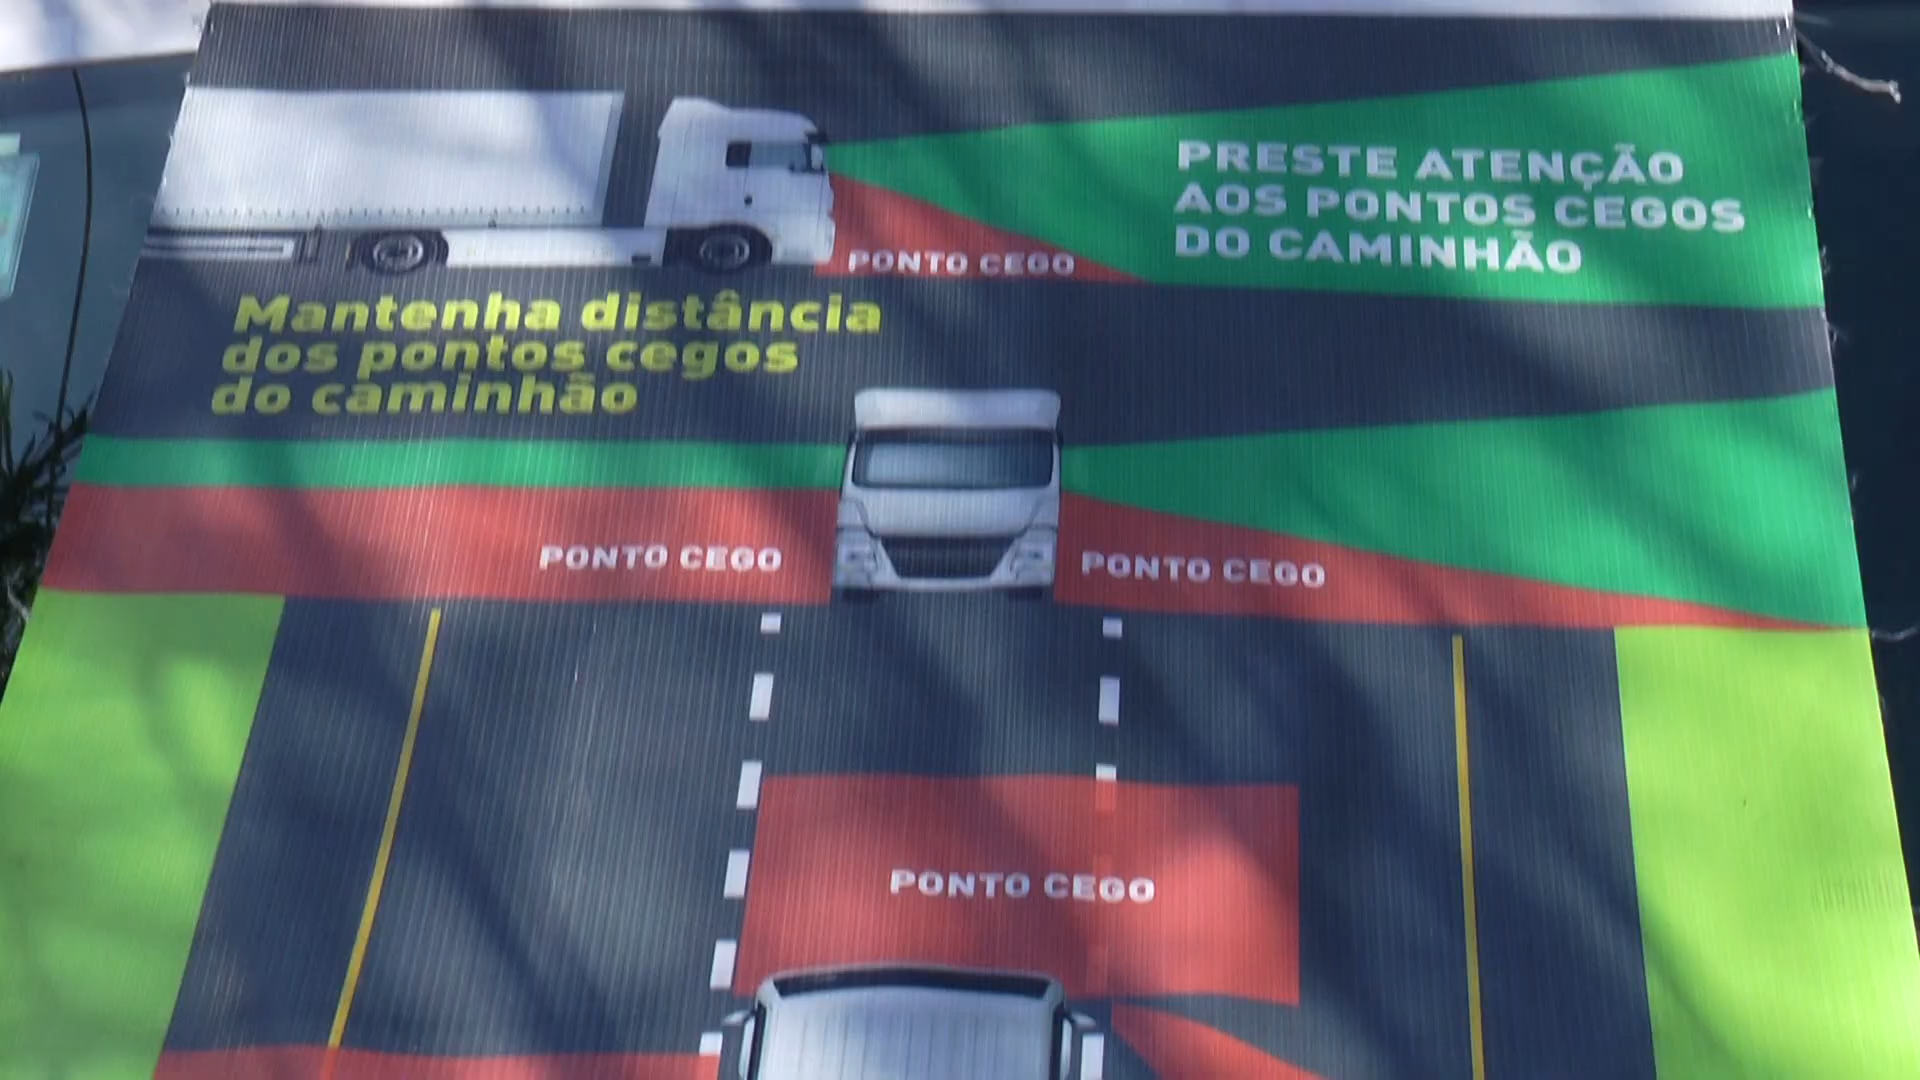 PRESTE ATENÇÃO
AOS PONTOS CEGOS
DO CAMINHÃO
PONTO CEGO
Mantenha distância
dos pontos cegos
do caminhão
PONTO CEGO
PONTO CEGO
PONTO CEGO